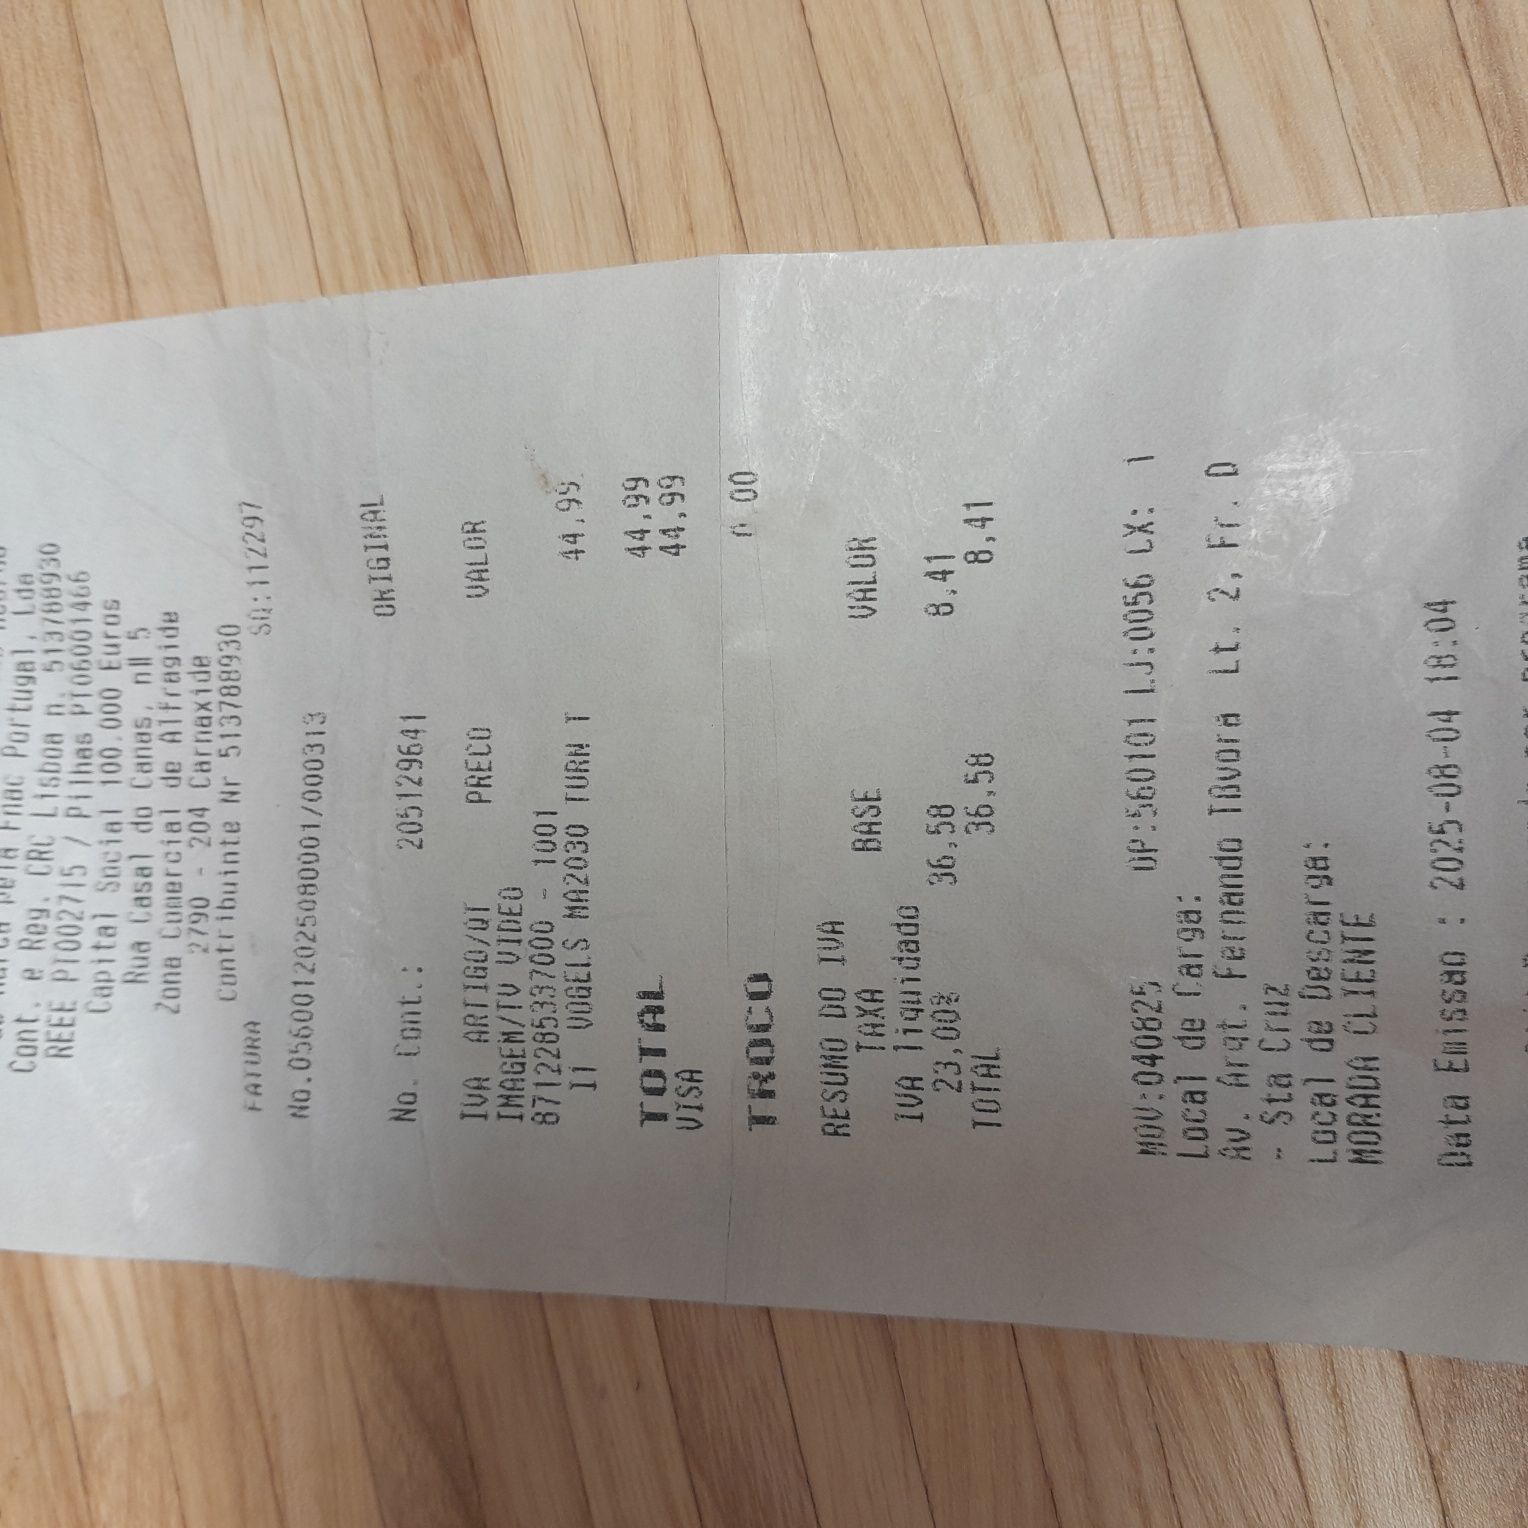 Marca pela Fnac Portugal, Lda
Cont. e Reg. CRC Lisboa n. 513788930
REEE PT002715 / Pilhas PT06001466
Capital Social 100.000 Euros
Rua Casal do Canas, nº 5
Zona Comercial de Alfragide
2790 - 204 Carnaxide
Contribuinte Nr 513788930
FATURA SQ:112297
No.0560012025080001/000313
ORIGINAL
No. Cont.: 205129641
IVA ARTIGO/QT PRECO VALOR
IMAGEM/TV VIDEO
8712285337000 - 1001
VOGELS MA2030 TURN T 44,99
TOTAL 44,99
VISA 44,99
TROCO 0,00
RESUMO DO IVA
TAXA BASE VALOR
IVA liquidado
23,00% 36,58 8,41
TOTAL 36,58 8,41
MOV:040825 OP:560101 LJ:0056 CX: 1
Local de Carga:
Av. Arqt. Fernando Távora Lt. 2, Fr. D
- Sta Cruz
Local de Descarga:
MORADA CLIENTE
Data Emissao : 2025-08-04 18:04